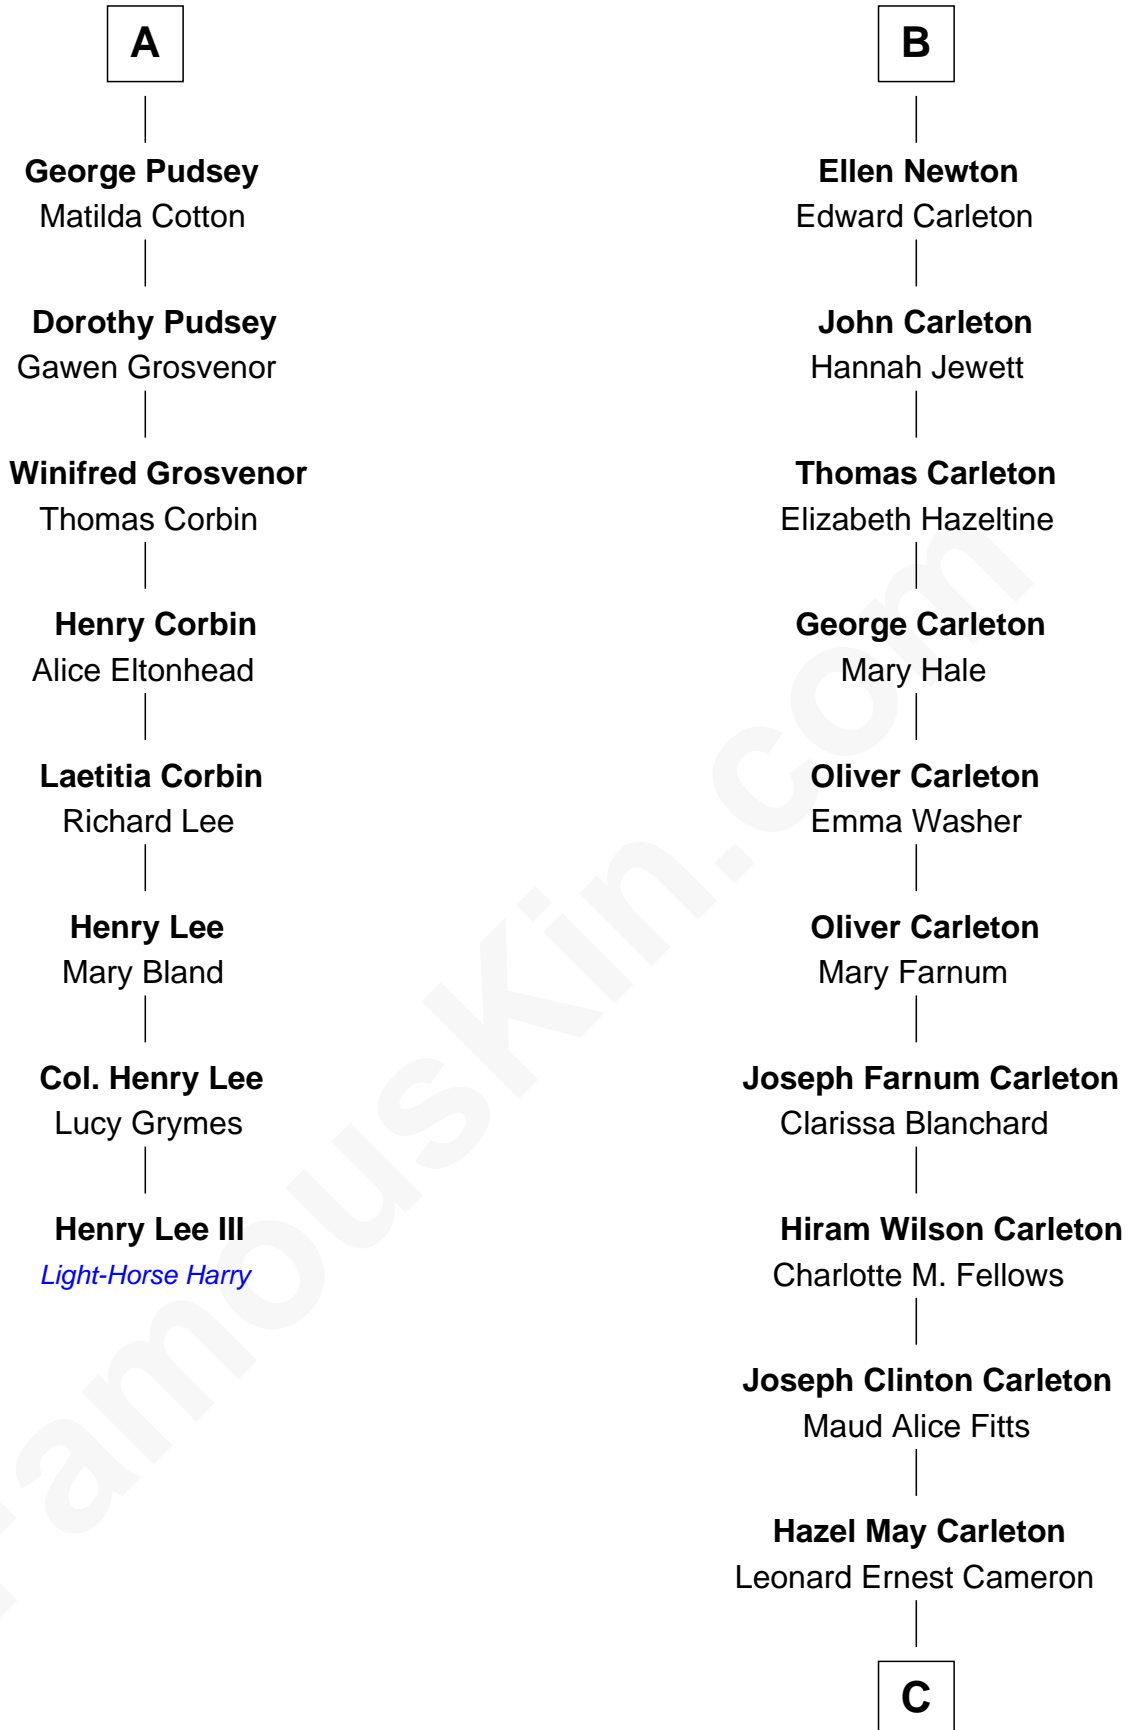 A
George Pudsey
Matilda Cotton
Dorothy Pudsey
Gawen Grosvenor
Winifred Grosvenor
Thomas Corbin
Henry Corbin
Alice Eltonhead
Laetitia Corbin
Richard Lee
Henry Lee
Mary Bland
Col. Henry Lee
Lucy Grymes
Henry Lee III
Light-Horse Harry
B
Ellen Newton
Edward Carleton
John Carleton
Hannah Jewett
Thomas Carleton
Elizabeth Hazeltine
George Carleton
Mary Hale
Oliver Carleton
Emma Washer
Oliver Carleton
Mary Farnum
Joseph Farnum Carleton
Clarissa Blanchard
Hiram Wilson Carleton
Charlotte M. Fellows
Joseph Clinton Carleton
Maud Alice Fitts
Hazel May Carleton
Leonard Ernest Cameron
C
FamousKin.com